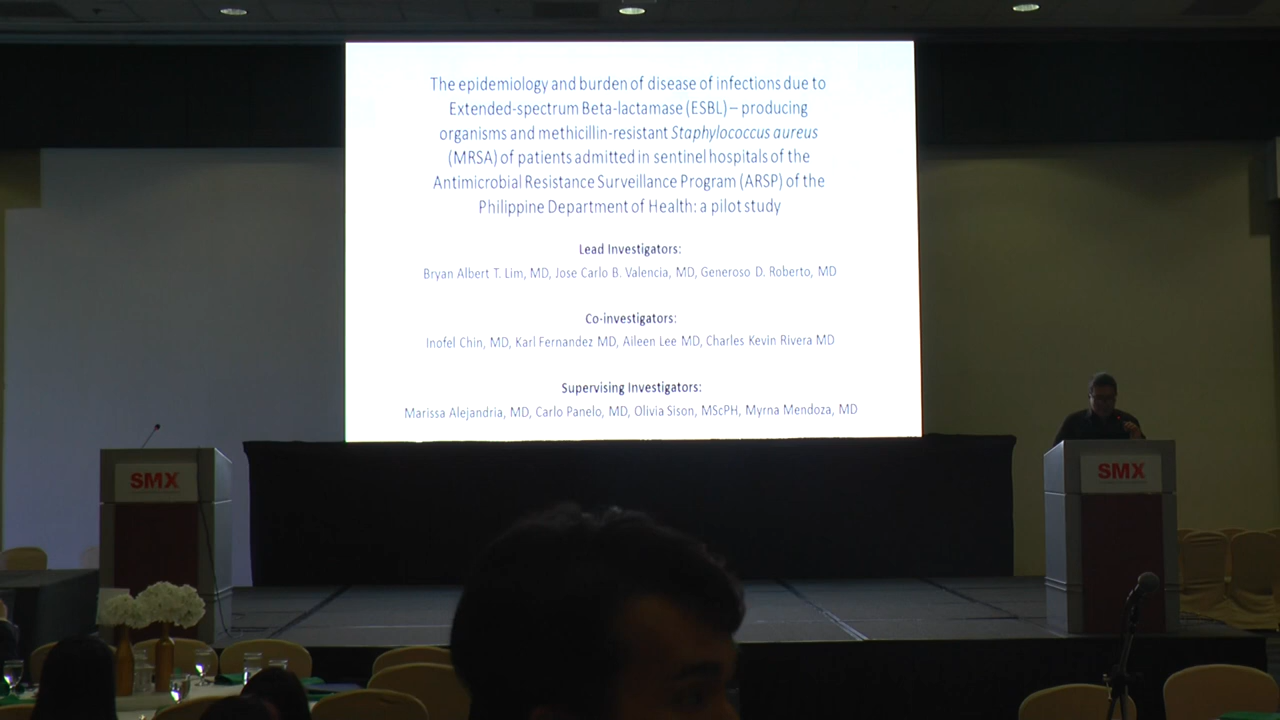 The epidemiology and burden of disease of infections due to
Extended-spectrum Beta-lactamase (ESBL) – producing
organisms and methicillin-resistant Staphylococcus aureus
(MRSA) of patients admitted in sentinel hospitals of the
Antimicrobial Resistance Surveillance Program (ARSP) of the
Philippine Department of Health: a pilot study
Lead Investigators:
Bryan Albert T. Lim, MD, Jose Carlo B. Valencia, MD, Generoso D. Roberto, MD
Co-investigators:
Inofel Chin, MD, Karl Fernandez MD, Aileen Lee MD, Charles Kevin Rivera MD
Supervising Investigators:
Marissa Alejandria, MD, Carlo Panelo, MD, Olivia Sison, MScPH, Myrna Mendoza, MD
SMX
SMX